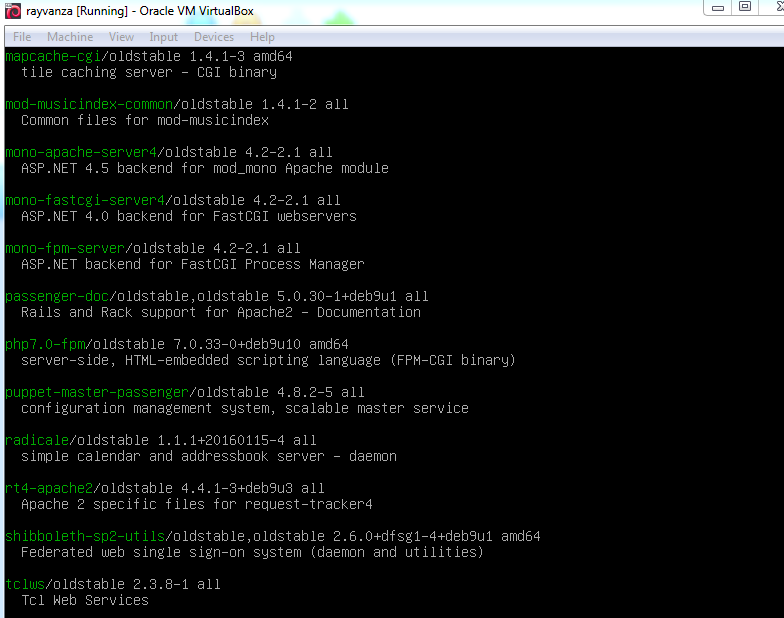 rayvanza [Running] - Oracle VM VirtualBox
File Machine View Input Devices Help
mapcache-cgi/oldstable 1.4.1-3 amd64
tile caching server - CGI binary
mod-musicindex-common/oldstable 1.4.1-2 all
Common files for mod-musicindex
mono-apache-server4/oldstable 4.2-2.1 all
ASP.NET 4.5 backend for mod_mono Apache module
mono-fastcgi-server4/oldstable 4.2-2.1 all
ASP.NET 4.0 backend for FastCGI webservers
mono-fpm-server/oldstable 4.2-2.1 all
ASP.NET backend for FastCGI Process Manager
passenger-doc/oldstable,oldstable 5.0.30-1+deb9u1 all
Rails and Rack support for Apache2 - Documentation
php7.0-fpm/oldstable 7.0.33-0+deb9u10 amd64
server-side, HTML-embedded scripting language (FPM-CGI binary)
puppet-master-passenger/oldstable 4.8.2-5 all
configuration management system, scalable master service
radicale/oldstable 1.1.1+20160115-4 all
simple calendar and addressbook server - daemon
rt4-apache2/oldstable 4.4.1-3+deb9u3 all
Apache 2 specific files for request-tracker4
shibboleth-sp2-utils/oldstable,oldstable 2.6.0+dfsg1-4+deb9u1 amd64
Federated web single sign-on system (daemon and utilities)
tclws/oldstable 2.3.8-1 all
Tcl Web Services